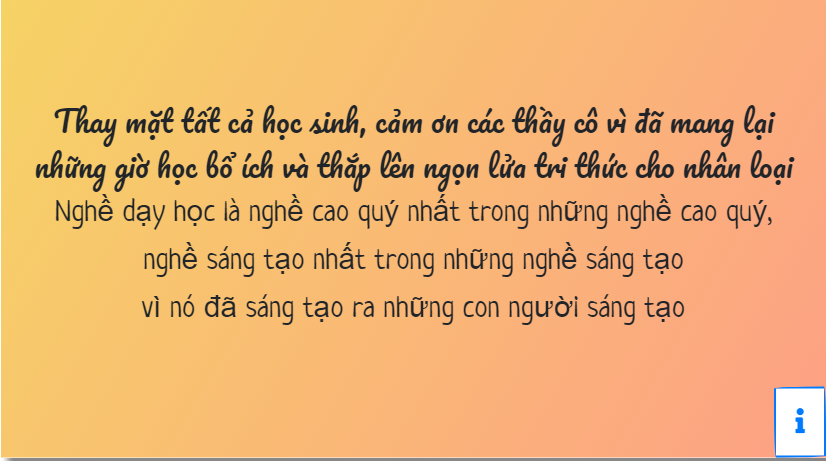 Thay mặt tất cả học sinh, cảm ơn các thầy cô vì đã mang lại
những giờ học bổ ích và thắp lên ngọn lửa tri thức cho nhân loại
Nghề dạy học là nghề cao quý nhất trong những nghề cao quý,
nghề sáng tạo nhất trong những nghề sáng tạo
vì nó đã sáng tạo ra những con người sáng tạo
i